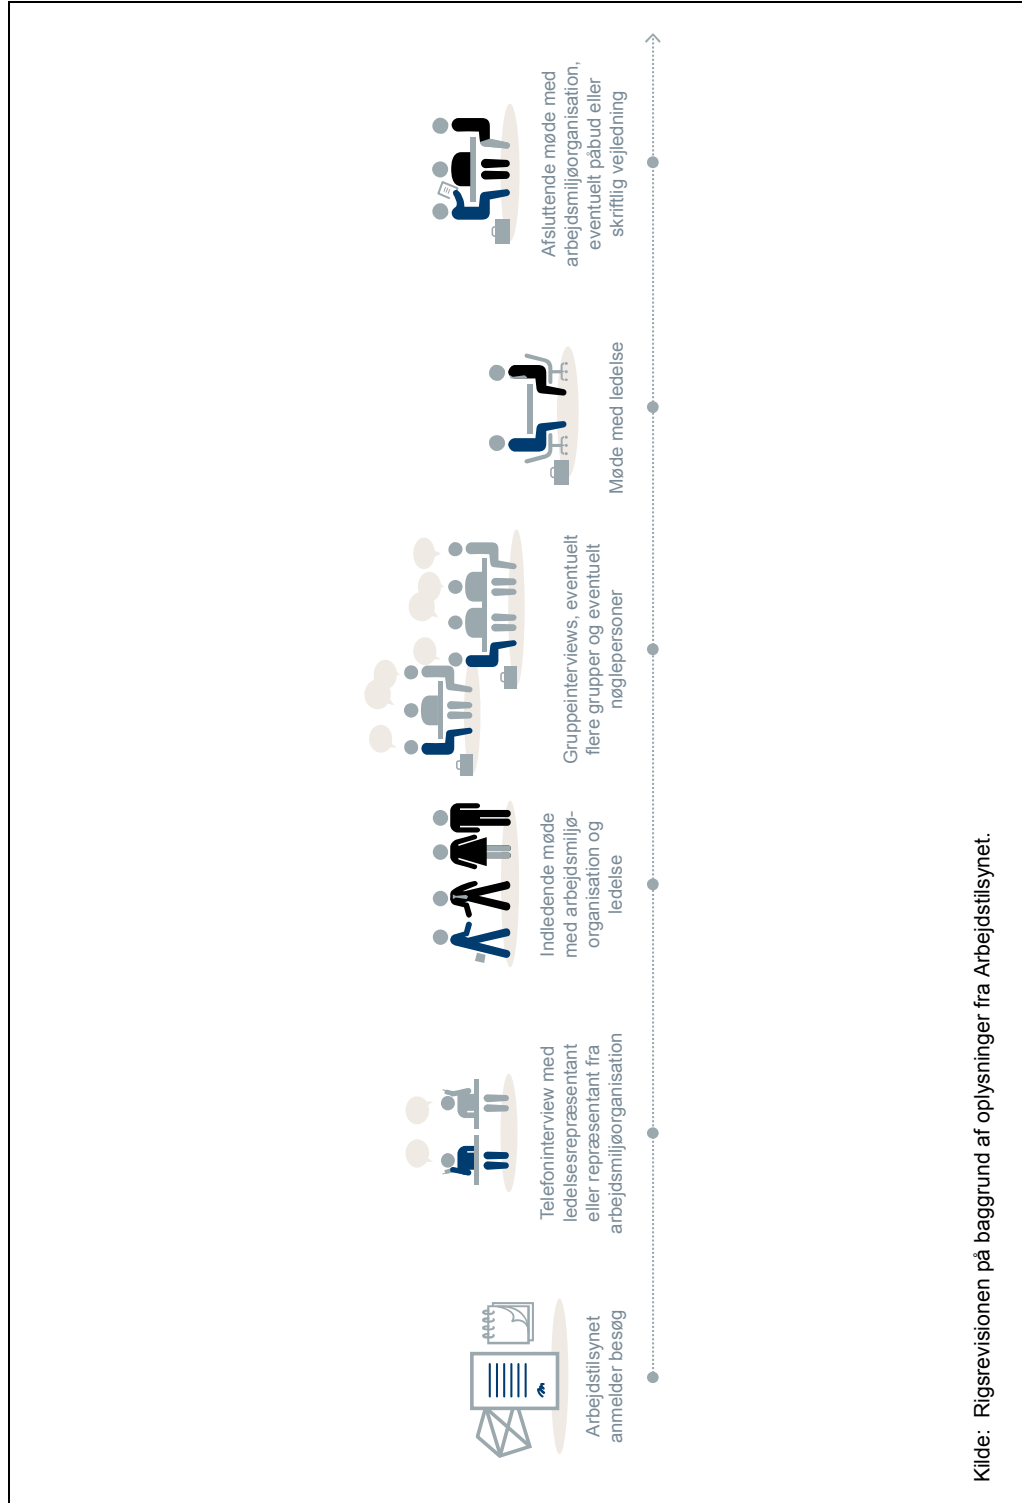 Arbejdstilsynet
anmelder besøg
Telefoninterview med
ledelsesrepræsentant
eller repræsentant fra
arbejdsmiljøorganisation
Indledende møde
med arbejdsmiljø-
organisation og
ledelse
Gruppeinterviews, eventuelt
flere grupper og eventuelt
nøglepersoner
Møde med ledelse
Afsluttende møde med
arbejdsmiljøorganisation,
eventuelt påbud eller
skriftlig vejledning
Kilde: Rigsrevisionen på baggrund af oplysninger fra Arbejdstilsynet.